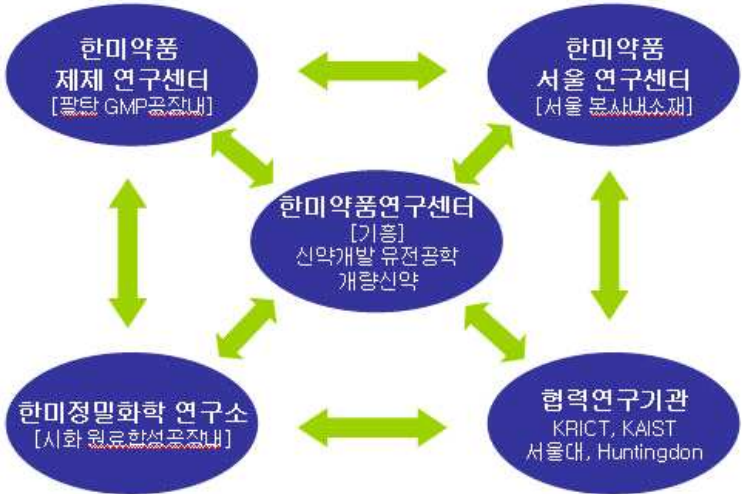 한미약품
제제 연구센터
[팔탄 GMP공장내]
한미약품
서울 연구센터
[서울 본사내소재]
한미약품연구센터
[기흥]
신약개발 유전공학
개량신약
한미정밀화학 연구소
[시화 원료합성공장내]
협력연구기관
KRICT, KAIST
서울대, Huntingdon